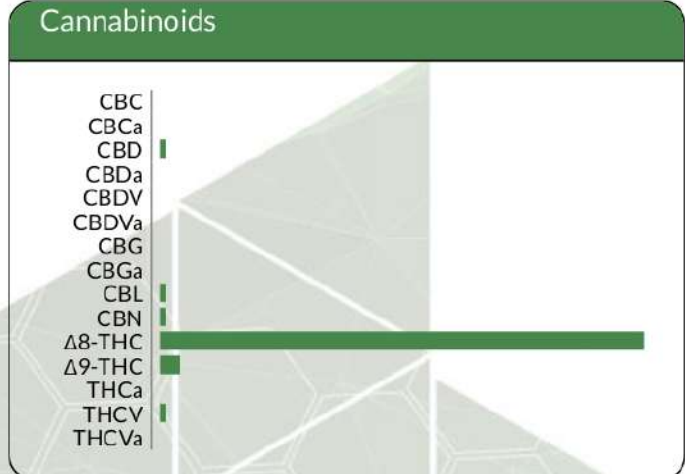 Cannabinoids
CBC
CBCa
CBD
CBDa
CBDV
CBDVa
CBG
CBGa
CBL
CBN
Δ8-THC
Δ9-THC
THCa
THCV
THCVa